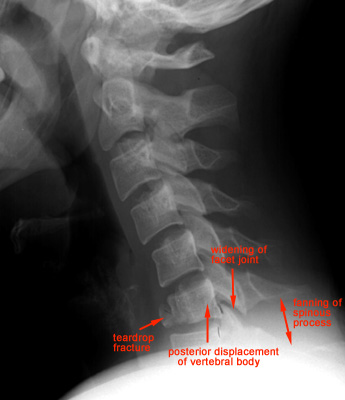 widening of
facet joint
fanning of
spinous
process
teardrop
fracture
posterior displacement
of vertebral body